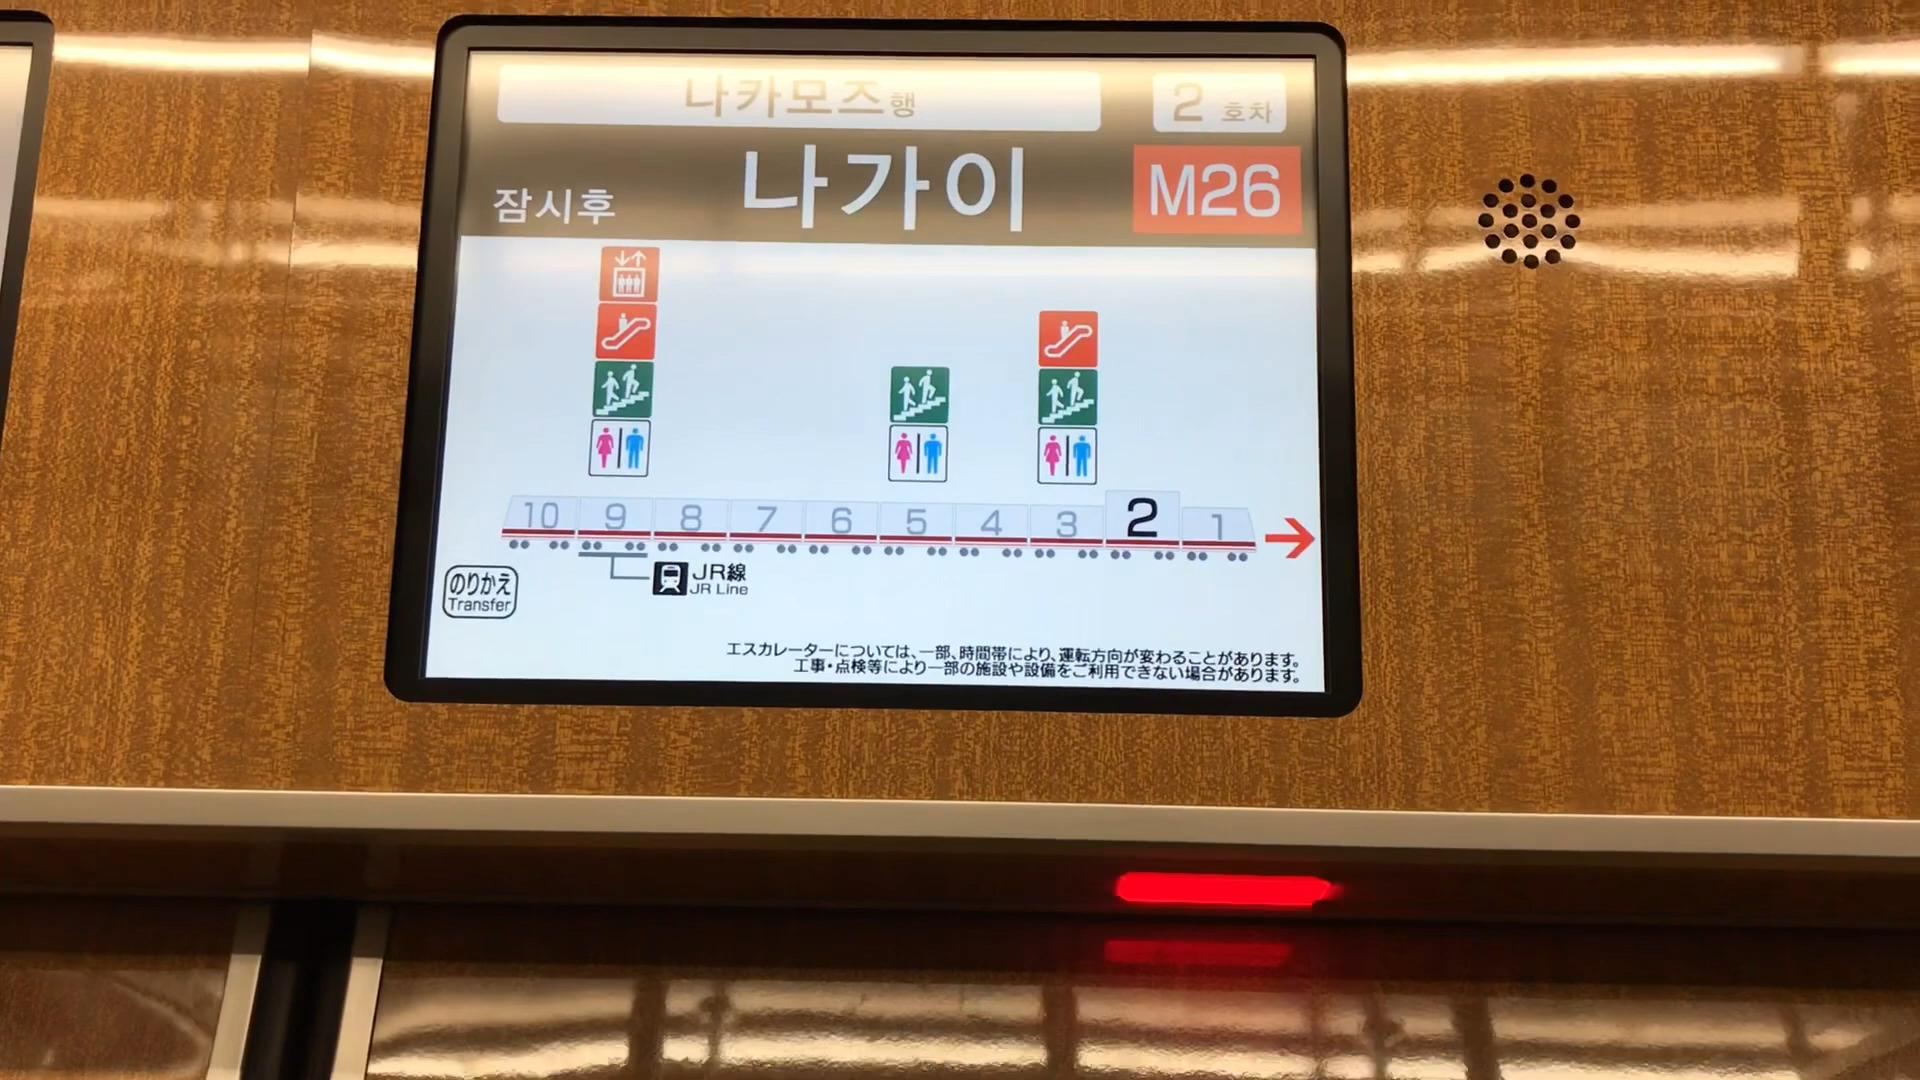 나카모즈행
2 호차
잠시후
나가이
M26
10 9 8 7 6 5 4 3 2 1
のりかえ
Transfer
JR線
JR Line
エスカレーターについては、一部、時間帯により、運転方向が変わることがあります。
工事・点検等により一部の施設や設備をご利用できない場合があります。